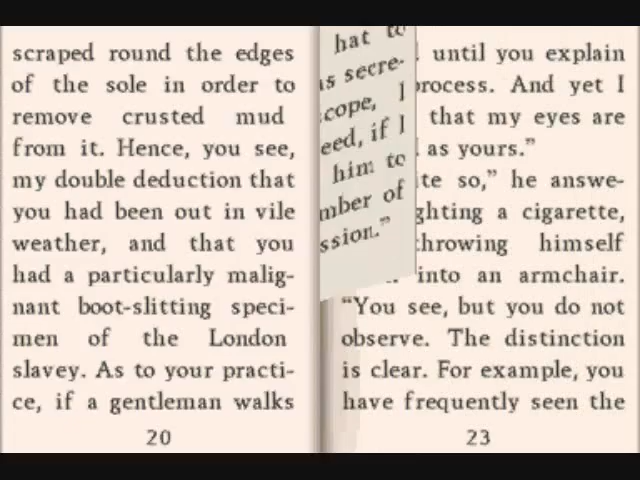 scraped round the edges
of the sole in order to
remove crusted mud
from it. Hence, you see,
my double deduction that
you had been out in vile
weather, and that you
had a particularly malig-
nant boot-slitting speci-
men of the London
slavey. As to your practi-
ce, if a gentleman walks
20
hat to
as secre-
cope, I
eed, if I
him to
mber of
ssion.”
until you explain
process. And yet I
that my eyes are
as yours.”
ite so,” he answe-
ghting a cigarette,
throwing himself
into an armchair.
“You see, but you do not
observe. The distinction
is clear. For example, you
have frequently seen the
23